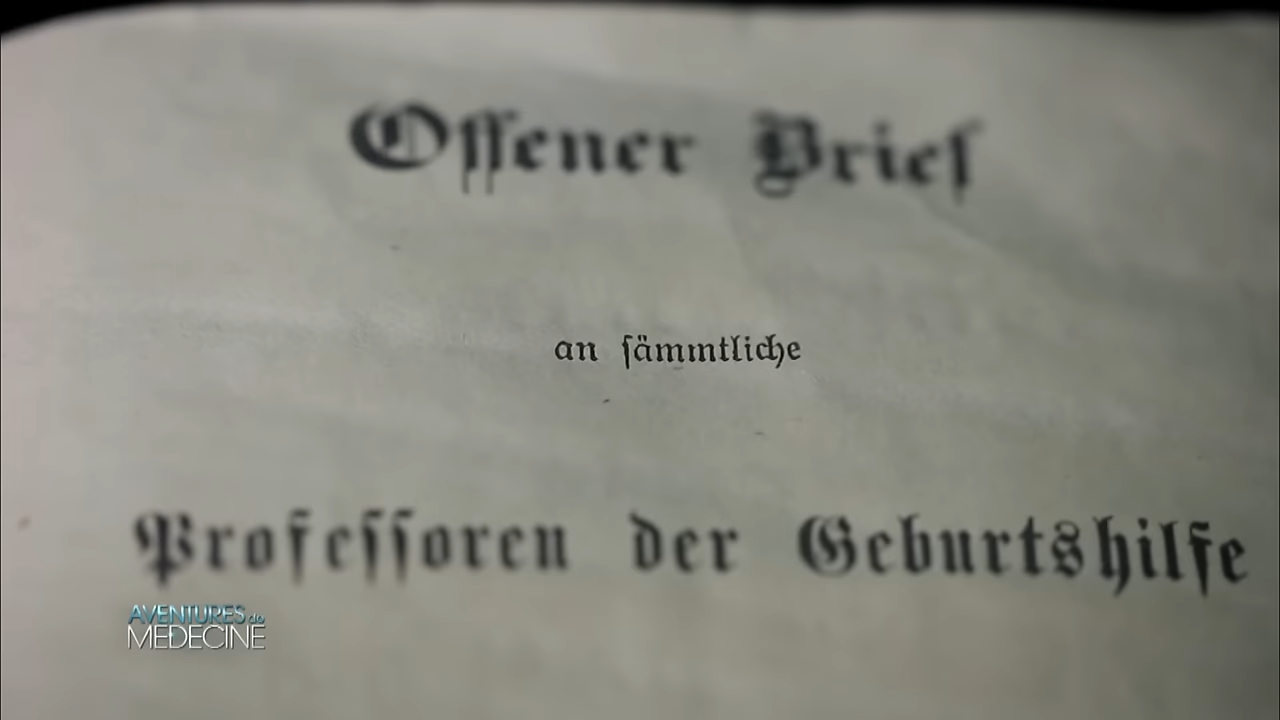 Offener Brief
an ſämmtliche
Profeſſoren der Geburtshilfe
AVENTURES de
MEDECINE